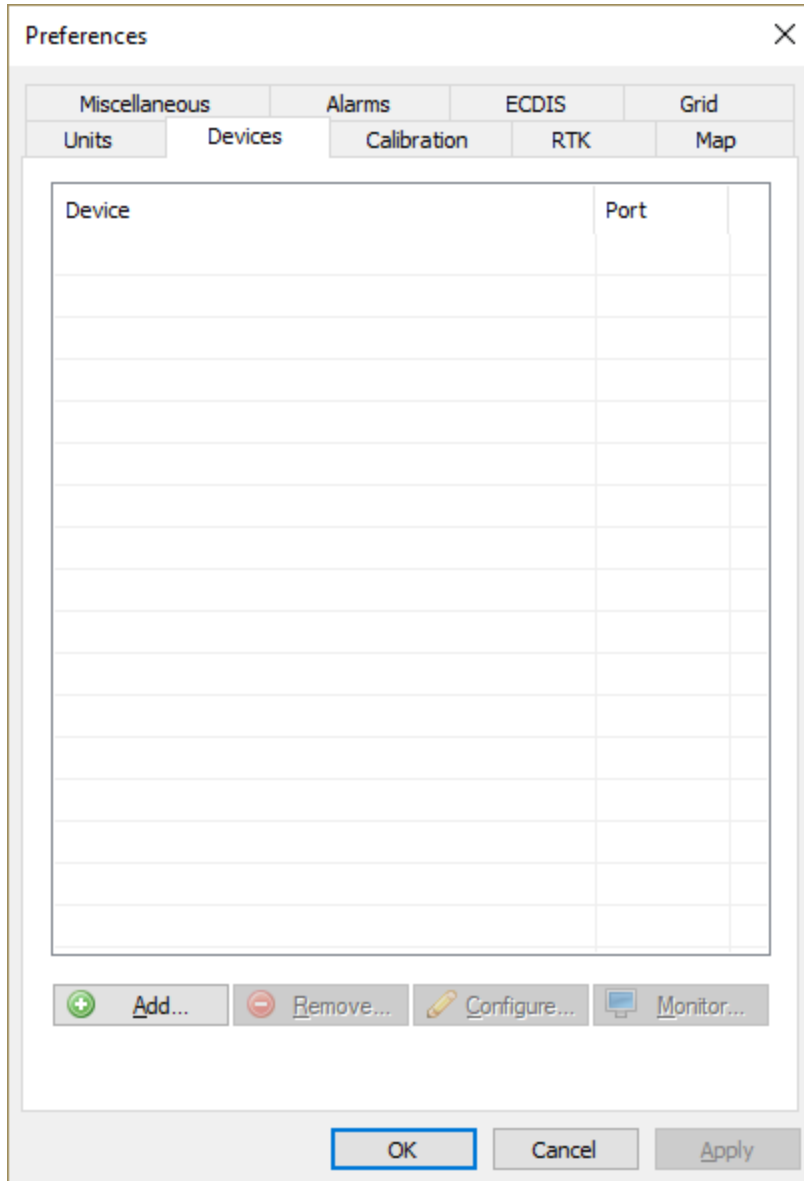 Preferences
Miscellaneous Alarms ECDIS Grid
Units Devices Calibration RTK Map
Device Port
Add... Remove... Configure... Monitor...
OK Cancel Apply